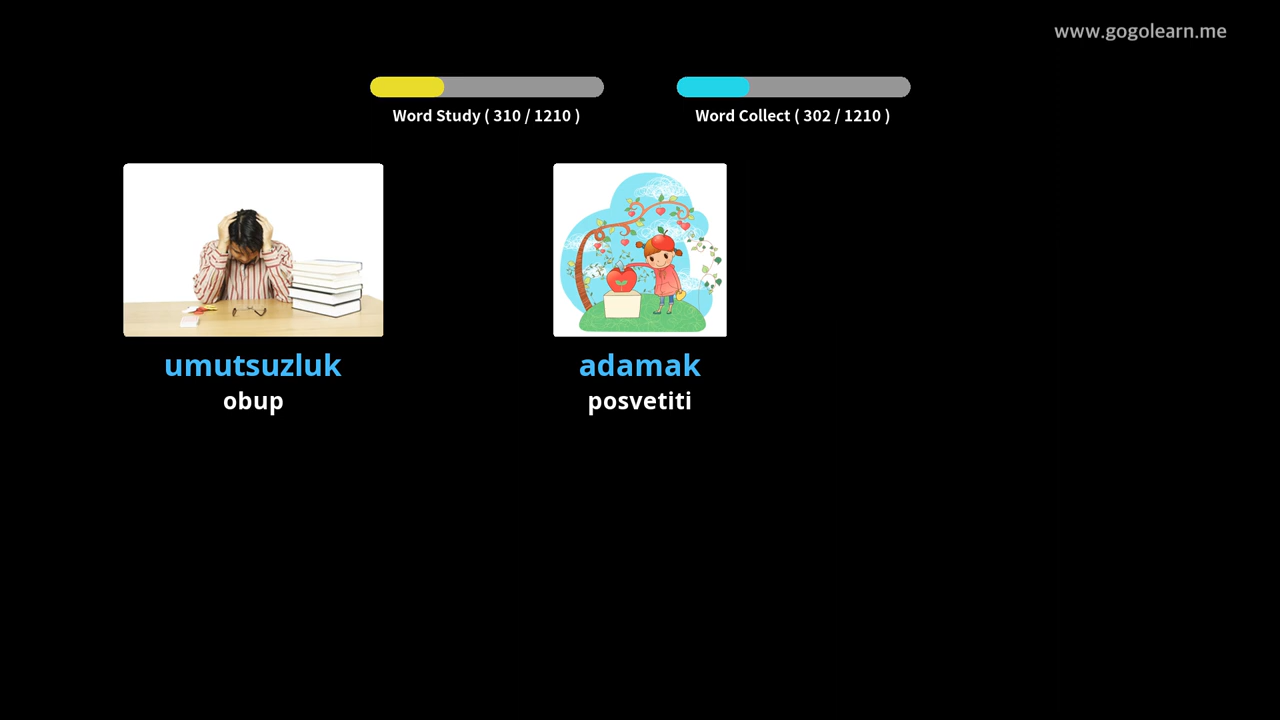 www.gogolearn.me
Word Study ( 310 / 1210 )
Word Collect ( 302 / 1210 )
umutsuzluk
obup
adamak
posvetiti